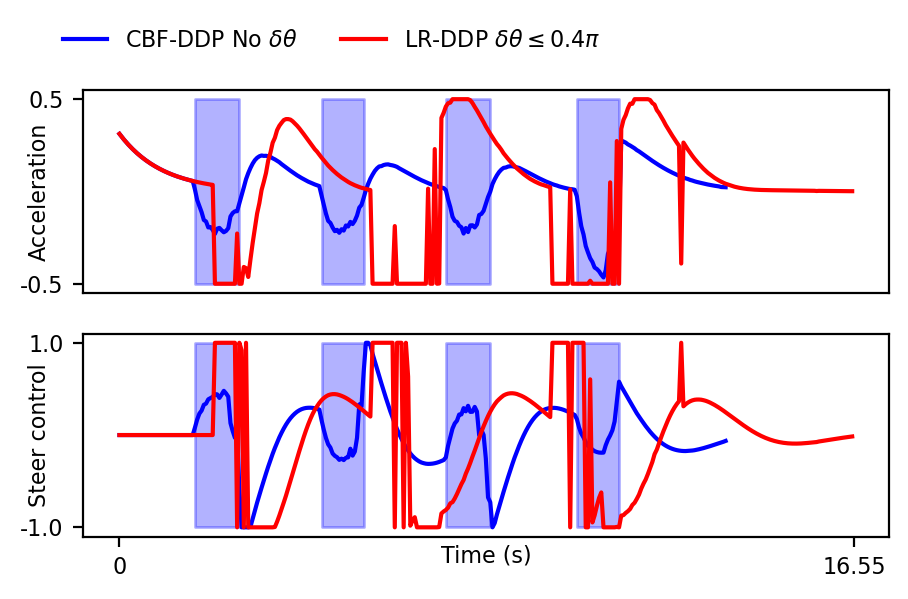 CBF-DDP No δθ LR-DDP δθ ≤ 0.4π
0.5
Acceleration
-0.5
1.0
Steer control
-1.0
0 Time (s) 16.55